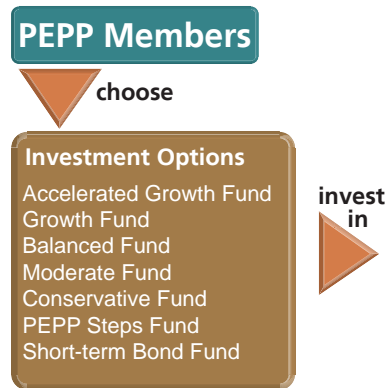 PEPP Members
choose
Investment Options
Accelerated Growth Fund
Growth Fund
Balanced Fund
Moderate Fund
Conservative Fund
PEPP Steps Fund
Short-term Bond Fund
invest
in